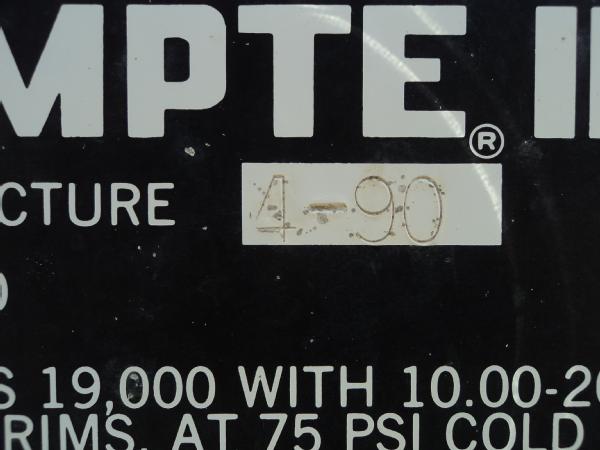 MPTE ®
CTURE 4-90
S 19,000 WITH 10.00-20
RIMS, AT 75 PSI COLD